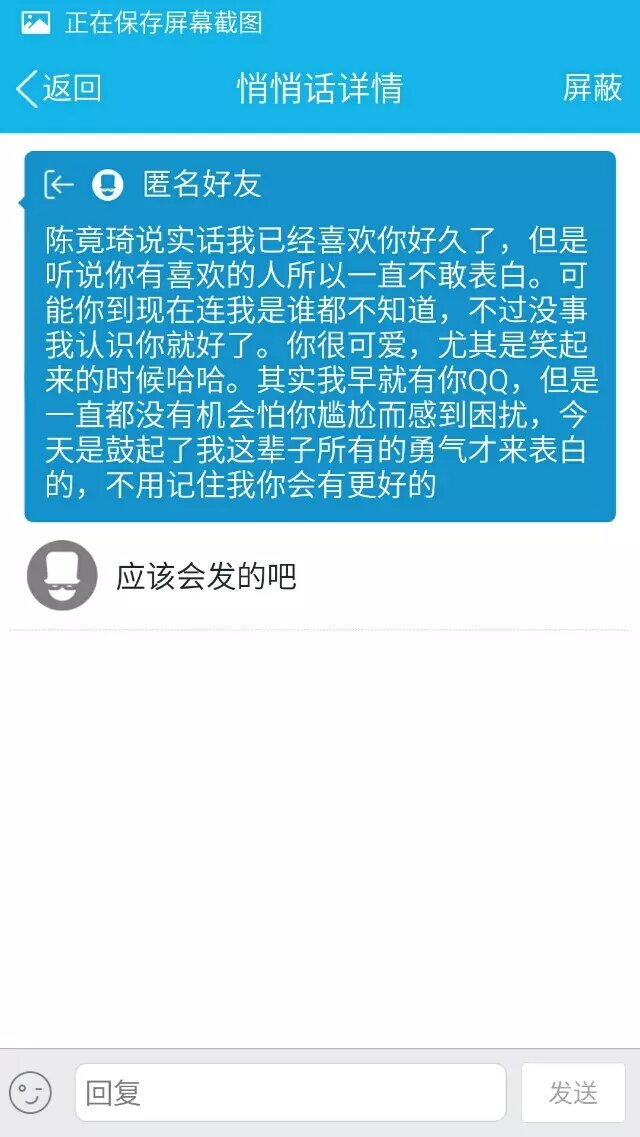 正在保存屏幕截图
返回 悄悄话详情 屏蔽
匿名好友
陈竟琦说实话我已经喜欢你好久了，但是
听说你有喜欢的人所以一直不敢表白。可
能你到现在连我是谁都不知道，不过没事
我认识你就好了。你很可爱，尤其是笑起
来的时候哈哈。其实我早就有你QQ，但是
一直都没有机会怕你尴尬而感到困扰，今
天是鼓起了我这辈子所有的勇气才来表白
的，不用记住我你会有更好的
应该会发的吧
回复 发送